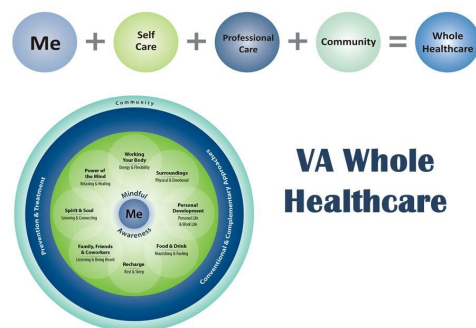 Me + Self Care + Professional Care + Community = Whole Healthcare
Community
Prevention & Treatment
Conventional & Complementary Approaches
Working
Your Body
Energy & Flexibility
Surroundings
Physical & Emotional
Personal
Development
Personal Life
& Work Life
Food & Drink
Nourishing & Fueling
Recharge
Rest & Sleep
Family, Friends
& Coworkers
Listening & Being Heard
Spirit & Soul
Growing & Connecting
Power of
the Mind
Relaxing & Healing
Mindful
Me
Awareness
VA Whole
Healthcare